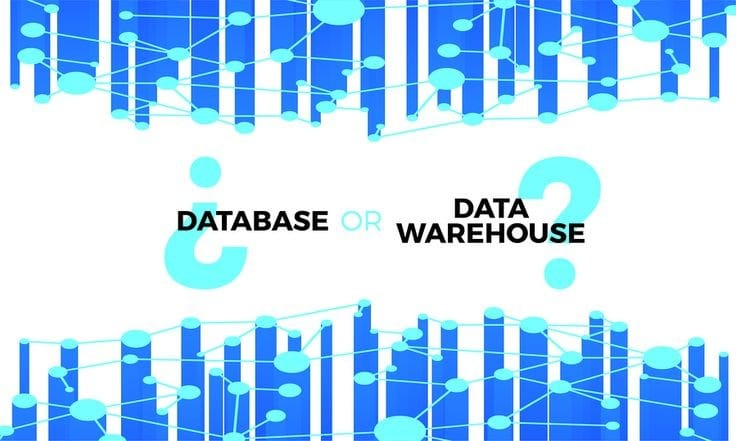 ¿ DATABASE OR DATA WAREHOUSE ?